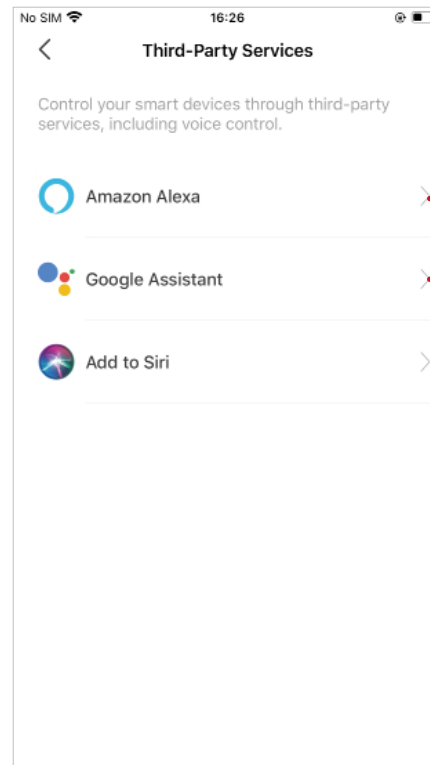 No SIM 16:26
Third-Party Services
Control your smart devices through third-party
services, including voice control.
Amazon Alexa
Google Assistant
Add to Siri